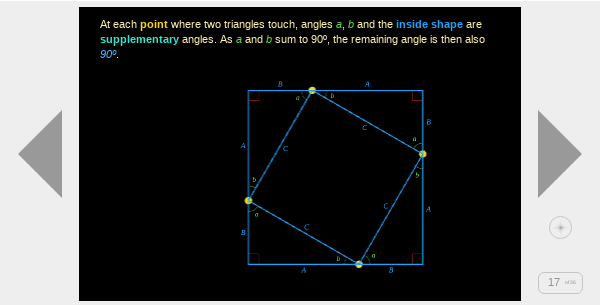 At each point where two triangles touch, angles a, b and the inside shape are
supplementary angles. As a and b sum to 90º, the remaining angle is then also
90º.
B A
a b
C B
A C a
b b
a C A
B C
b a
A B
17 of 36